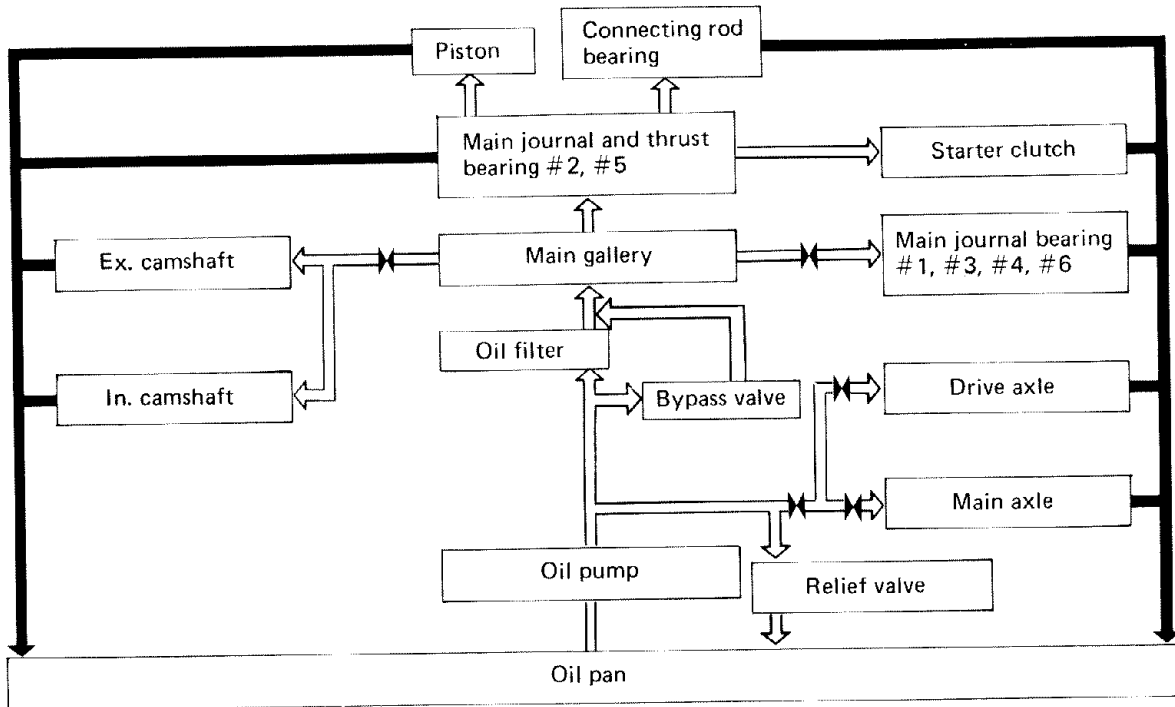 Piston
Connecting rod
bearing
Main journal and thrust
bearing #2, #5
Starter clutch
Ex. camshaft
Main gallery
Main journal bearing
#1, #3, #4, #6
Oil filter
In. camshaft
Bypass valve
Drive axle
Main axle
Oil pump
Relief valve
Oil pan